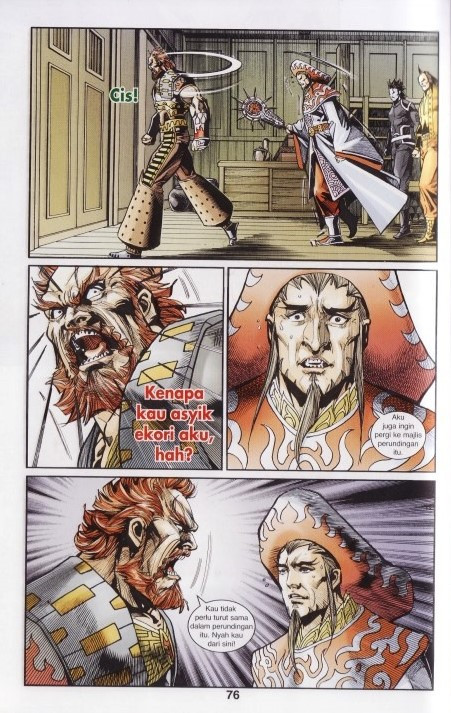 Cis!
Kenapa
kau asyik
ekori aku,
hah?
Aku
juga ingin
pergi ke majlis
perundingan
itu.
Kau tidak
perlu turut sama
dalam perundingan
itu. Nyah kau
dari sini!
76